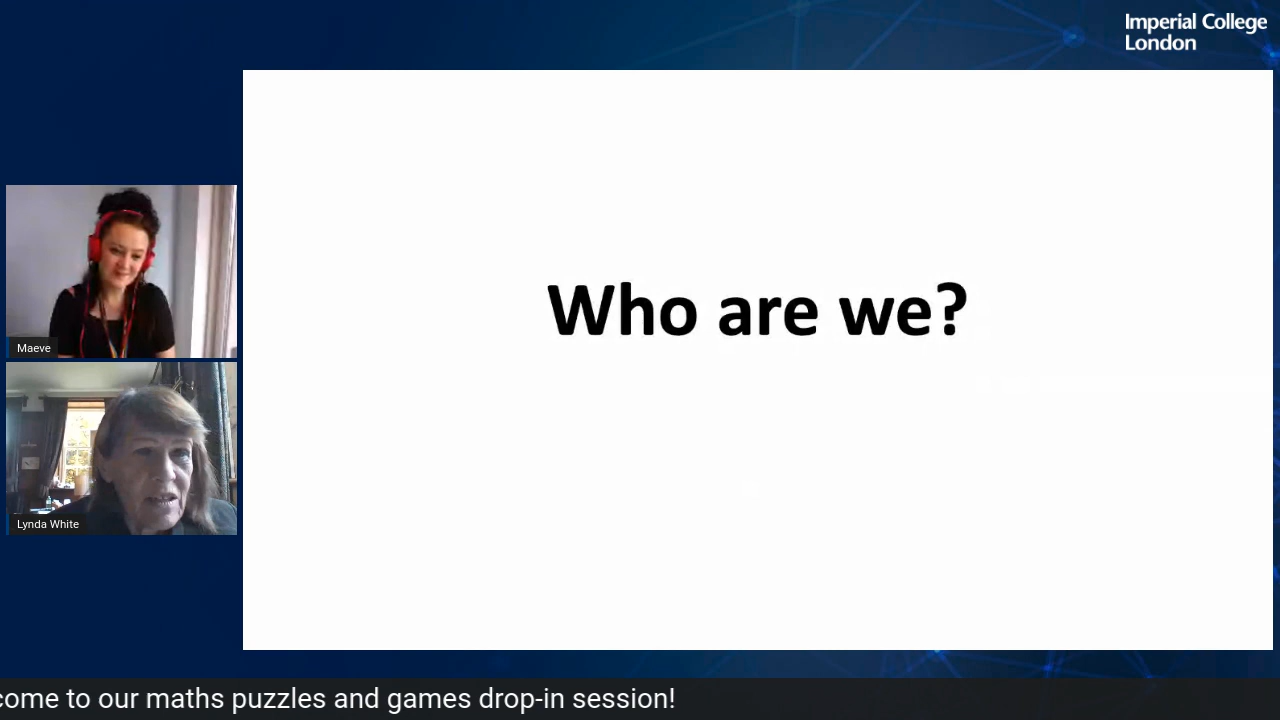 Imperial College
London
Who are we?
Maeve
Lynda White
come to our maths puzzles and games drop-in session!